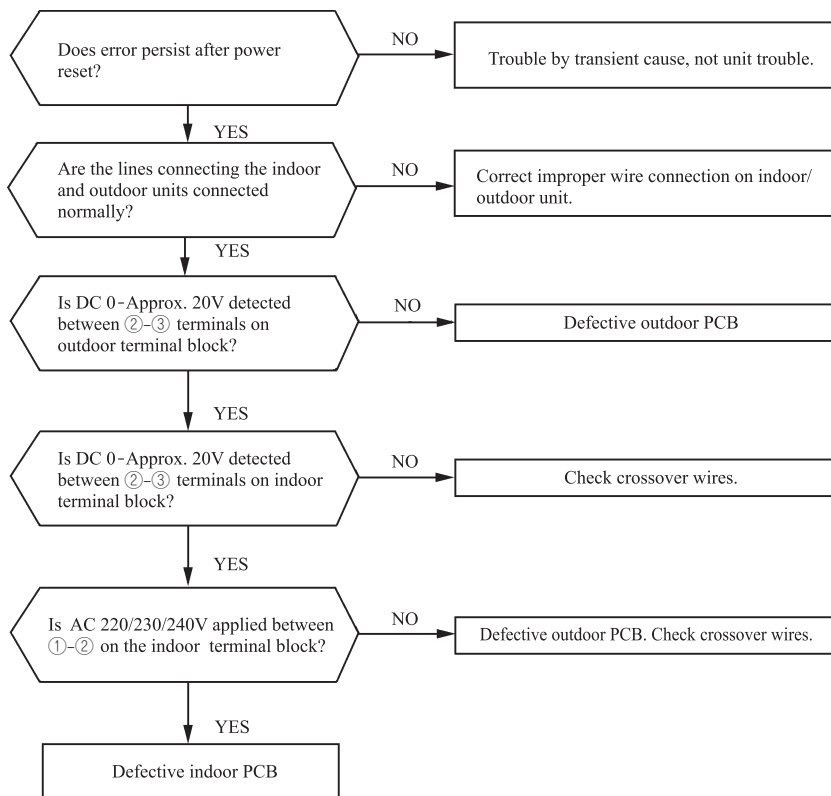 Does error persist after power
reset?
NO
Trouble by transient cause, not unit trouble.
YES
Are the lines connecting the indoor
and outdoor units connected
normally?
NO
Correct improper wire connection on indoor/
outdoor unit.
YES
Is DC 0-Approx. 20V detected
between ②-③ terminals on
outdoor terminal block?
NO
Defective outdoor PCB
YES
Is DC 0-Approx. 20V detected
between ②-③ terminals on indoor
terminal block?
NO
Check crossover wires.
YES
Is AC 220/230/240V applied between
①-② on the indoor terminal block?
NO
Defective outdoor PCB. Check crossover wires.
YES
Defective indoor PCB